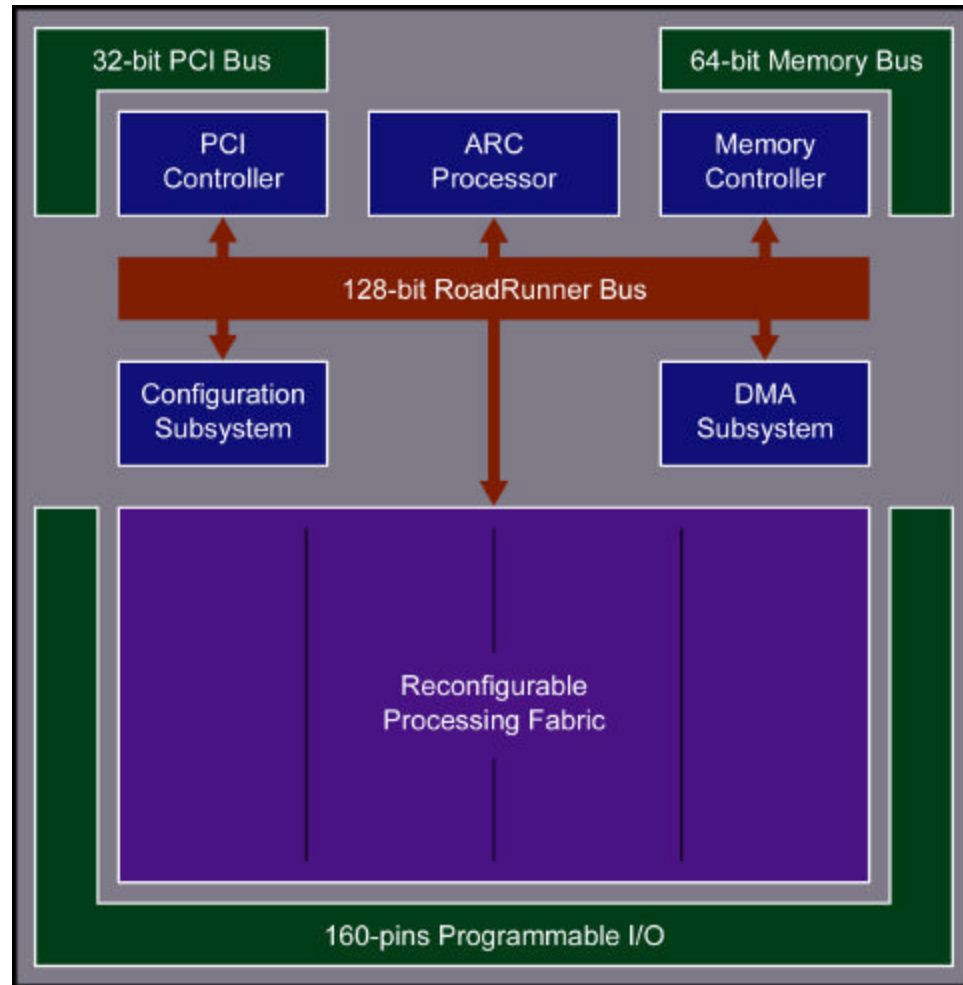 32-bit PCI Bus
64-bit Memory Bus
PCI
Controller
ARC
Processor
Memory
Controller
128-bit RoadRunner Bus
Configuration
Subsystem
DMA
Subsystem
Reconfigurable
Processing Fabric
160-pins Programmable I/O